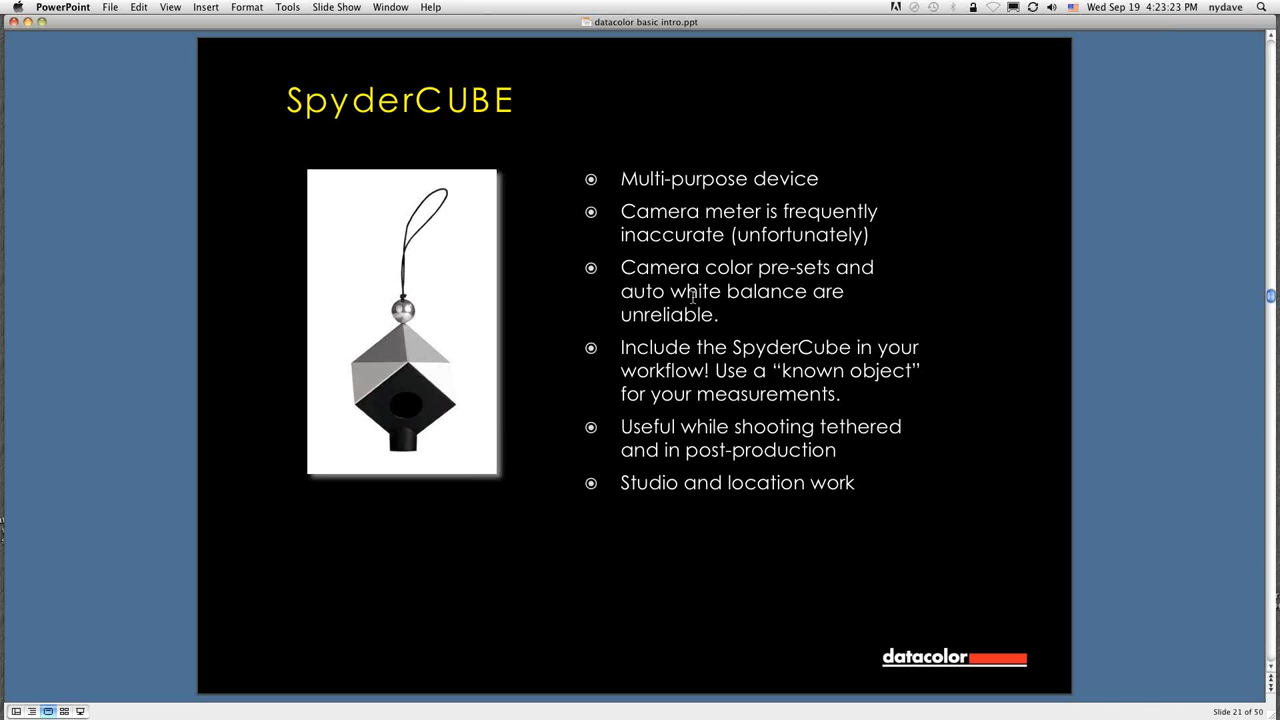 PowerPoint File Edit View Insert Format Tools Slide Show Window Help Wed Sep 19 4:23:23 PM nydave
datacolor basic intro.ppt
SpyderCUBE
Multi-purpose device
Camera meter is frequently
inaccurate (unfortunately)
Camera color pre-sets and
auto white balance are
unreliable.
Include the SpyderCube in your
workflow! Use a “known object”
for your measurements.
Useful while shooting tethered
and in post-production
Studio and location work
datacolor
Slide 21 of 50